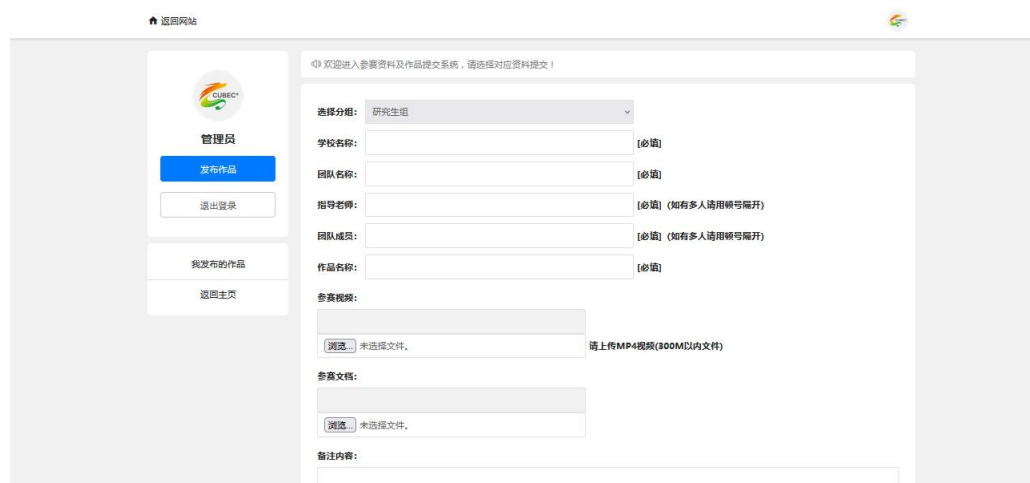 返回网站
CUBEC®
管理员
发布作品
退出登录
我发布的作品
返回主页
欢迎进入参赛资料及作品提交系统，请选择对应资料提交！
选择分组： 研究生组
学校名称： [必填]
团队名称： [必填]
指导老师： [必填]（如有多人请用顿号隔开）
团队成员： [必填]（如有多人请用顿号隔开）
作品名称： [必填]
参赛视频：
浏览... 未选择文件。 请上传MP4视频(300M以内文件)
参赛文档：
浏览... 未选择文件。
备注内容：